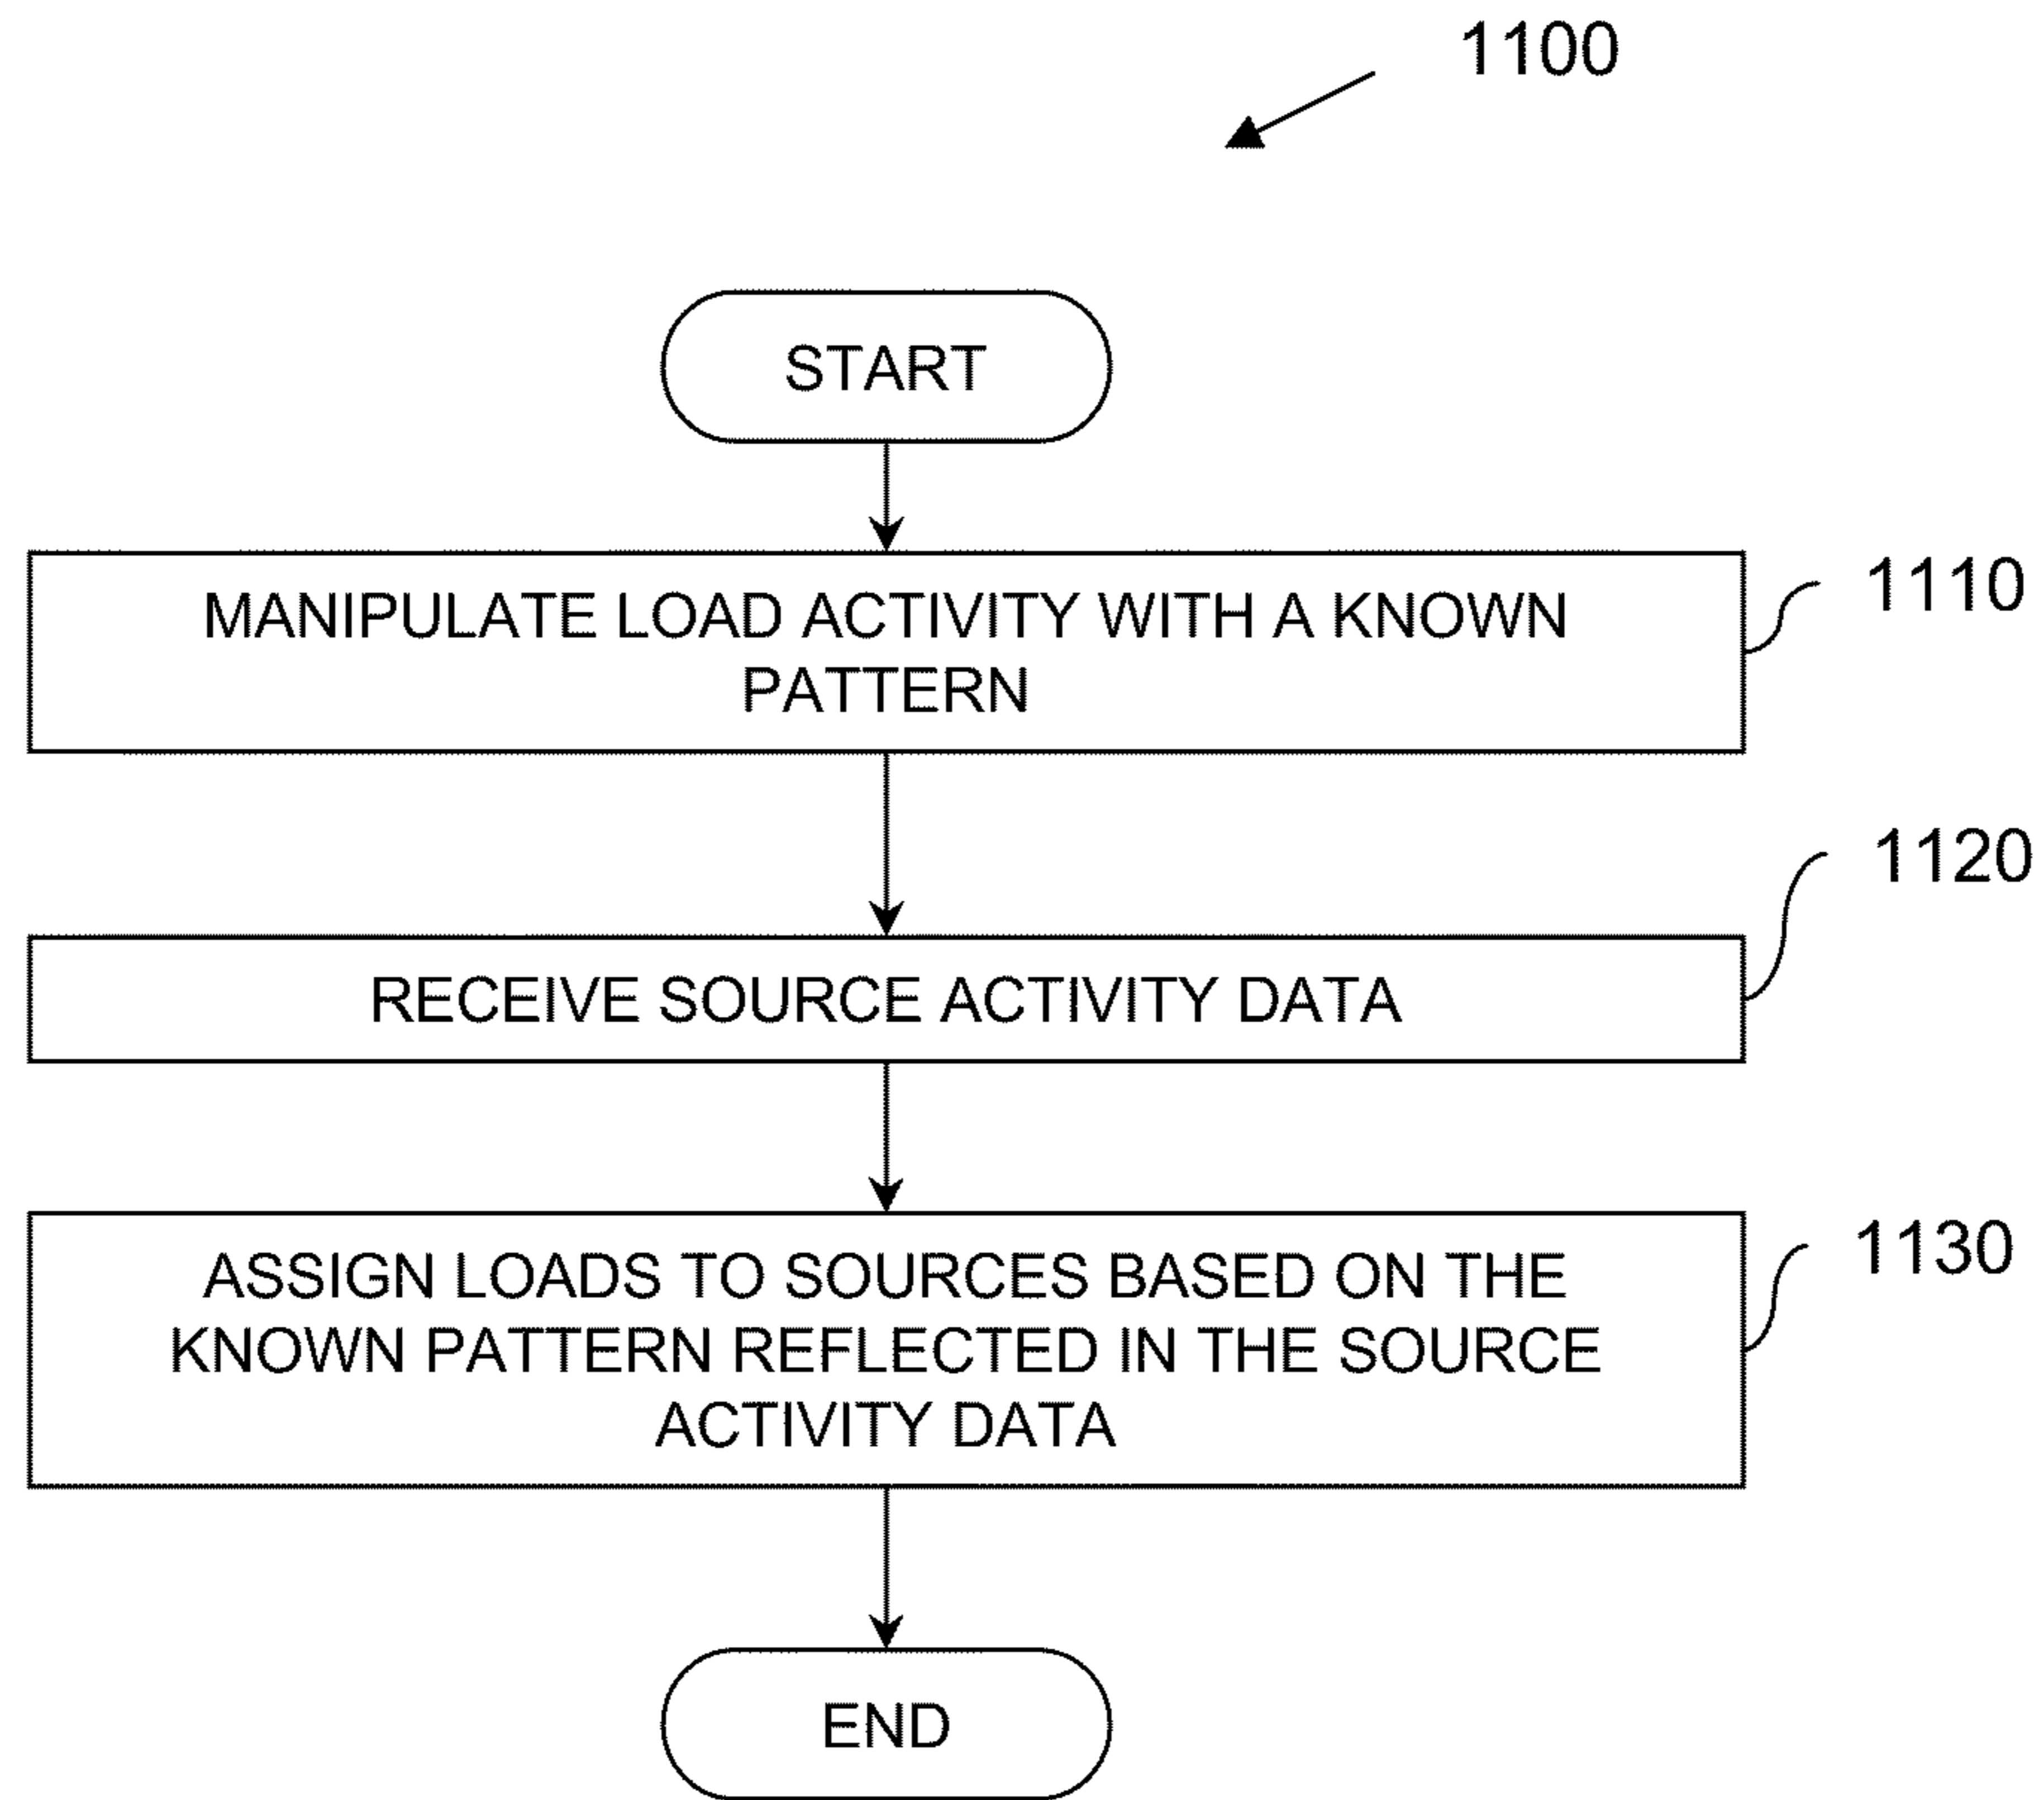 1100
START
MANIPULATE LOAD ACTIVITY WITH A KNOWN
PATTERN
1110
RECEIVE SOURCE ACTIVITY DATA
1120
ASSIGN LOADS TO SOURCES BASED ON THE
KNOWN PATTERN REFLECTED IN THE SOURCE
ACTIVITY DATA
1130
END